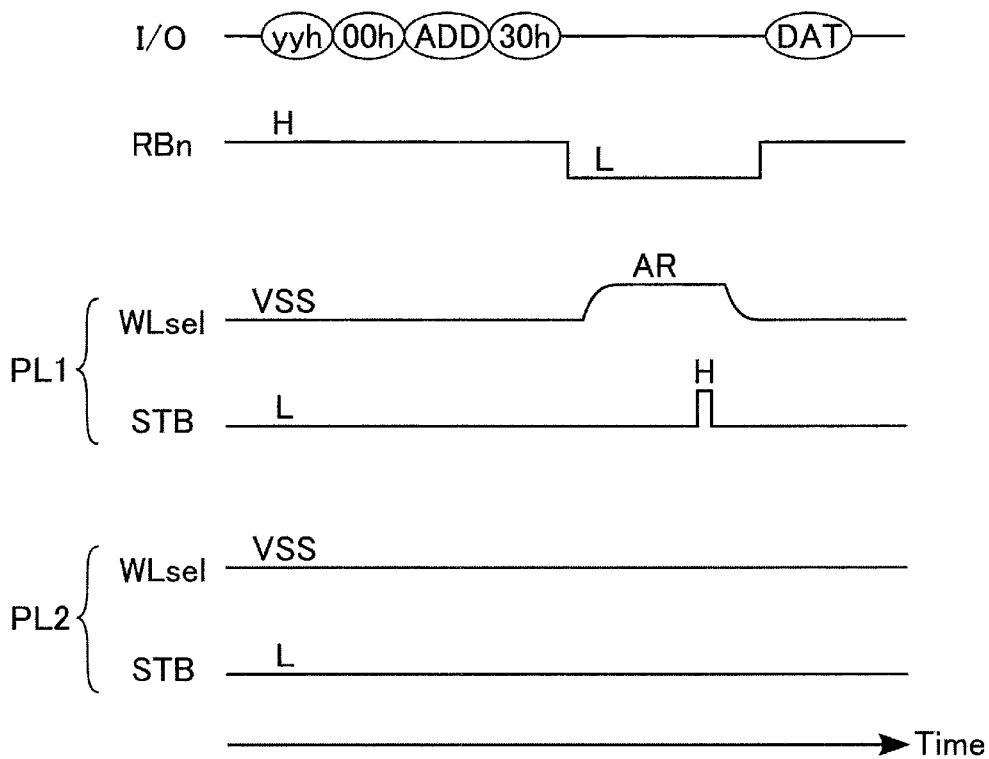 I/O yyh 00h ADD 30h DAT
RBn H L
PL1
WLsel VSS AR
STB L H
PL2
WLsel VSS
STB L
Time